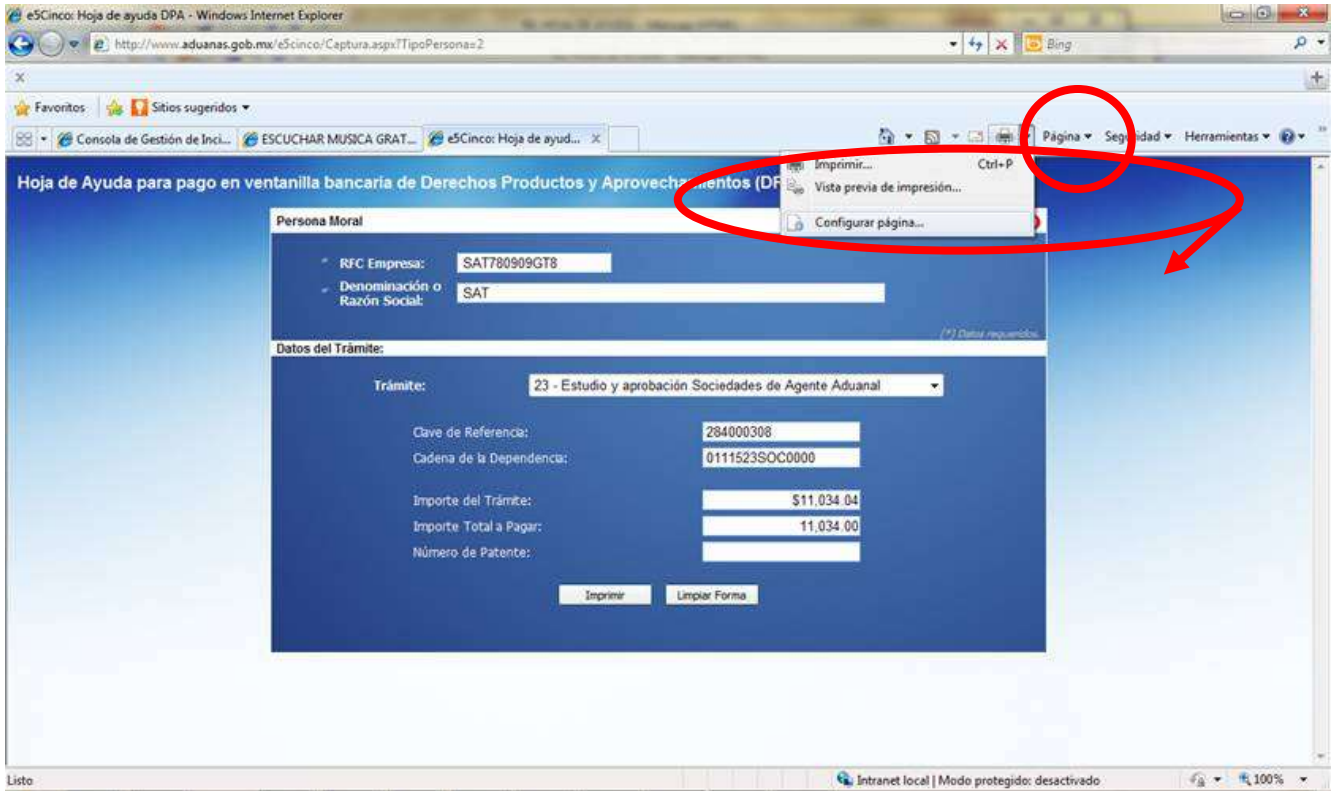 e5Cinco: Hoja de ayuda DPA - Windows Internet Explorer
http://www.aduanas.gob.mx/e5cinco/Captura.aspx?TipoPersona=2
Bing
x
Favoritos Sitios sugeridos
Consola de Gestión de Inci... ESCUCHAR MUSICA GRAT... e5Cinco: Hoja de ayud... x Página Seguridad Herramientas
Imprimir... Ctrl+P
Hoja de Ayuda para pago en ventanilla bancaria de Derechos Productos y Aprovechamientos
Vista previa de impresión...
Persona Moral
Configurar página...
* RFC Empresa: SAT780909GT8
* Denominación o
Razón Social: SAT
(*) Datos requeridos.
Datos del Trámite:
Trámite: 23 - Estudio y aprobación Sociedades de Agente Aduanal
Clave de Referencia: 284000308
Cadena de la Dependencia: 0111523SOC0000
Importe del Trámite: $11,034.04
Importe Total a Pagar: 11,034.00
Número de Patente:
Imprimir Limpiar Forma
Listo Intranet local | Modo protegido: desactivado 100%